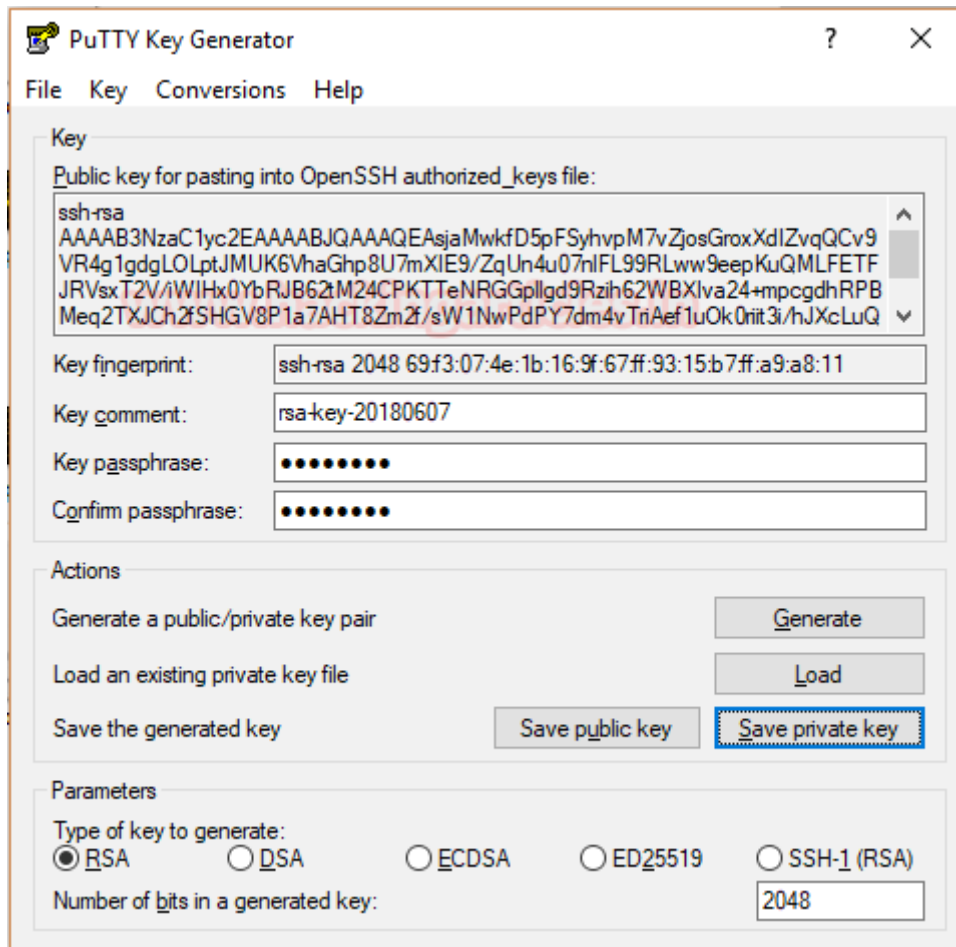 PuTTY Key Generator
? X
File Key Conversions Help
Key
Public key for pasting into OpenSSH authorized_keys file:
ssh-rsa
AAAAB3NzaC1yc2EAAAABJQAAAQEAsjaMwkfD5pFSyhvpM7vZjosGroxXdIZvqQCv9
VR4g1gdgLOLptJMUK6VhaGhp8U7mXIE9/ZqUn4u07nIFL99RLww9eepKuQMLFETF
JRVsxT2V/iWIHx0YbRJB62tM24CPKTTeNRGGpllgd9Rzih62WBXlva24+mpcgdhRPB
Meq2TXJCh2fSHGV8P1a7AHT8Zm2f/sW1NwPdPY7dm4vTriAef1uOk0riit3i/hJXcLuQ
Key fingerprint: ssh-rsa 2048 69:f3:07:4e:1b:16:9f:67:ff:93:15:b7:ff:a9:a8:11
Key comment: rsa-key-20180607
Key passphrase: ●●●●●●●●
Confirm passphrase: ●●●●●●●●
Actions
Generate a public/private key pair Generate
Load an existing private key file Load
Save the generated key Save public key Save private key
Parameters
Type of key to generate:
RSA DSA ECDSA ED25519 SSH-1 (RSA)
Number of bits in a generated key: 2048